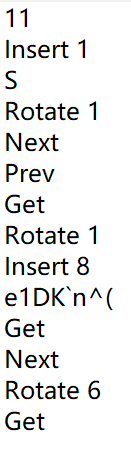 11
Insert 1
S
Rotate 1
Next
Prev
Get
Rotate 1
Insert 8
e1DK`n^(
Get
Next
Rotate 6
Get